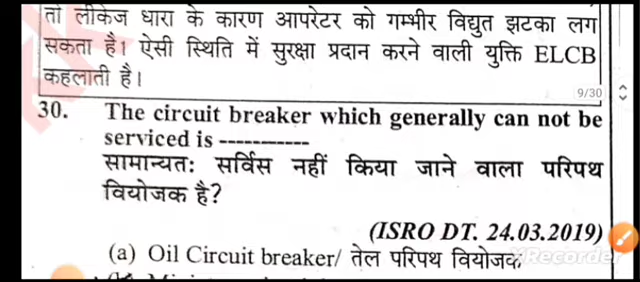 तो लीकेज धारा के कारण आपरेटर को गम्भीर विद्युत झटका लग
सकता है। ऐसी स्थिति में सुरक्षा प्रदान करने वाली युक्ति ELCB
कहलाती है।
9/30
30. The circuit breaker which generally can not be
serviced is -----------
सामान्यतः सर्विस नहीं किया जाने वाला परिपथ
वियोजक है?
(ISRO DT. 24.03.2019)
(a) Oil Circuit breaker/ तेल परिपथ वियोजक
XRecorder